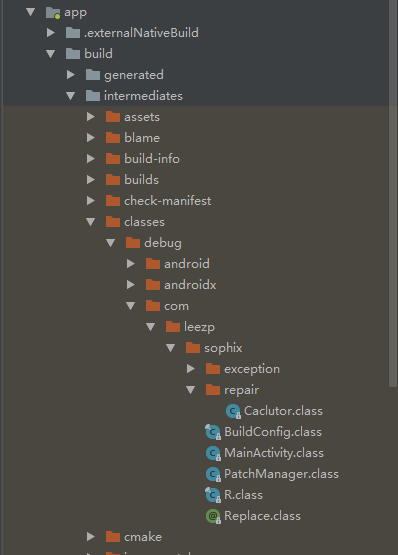 app
.externalNativeBuild
build
generated
intermediates
assets
blame
build-info
builds
check-manifest
classes
debug
android
androidx
com
leezp
sophix
exception
repair
Caclutor.class
BuildConfig.class
MainActivity.class
PatchManager.class
R.class
Replace.class
cmake